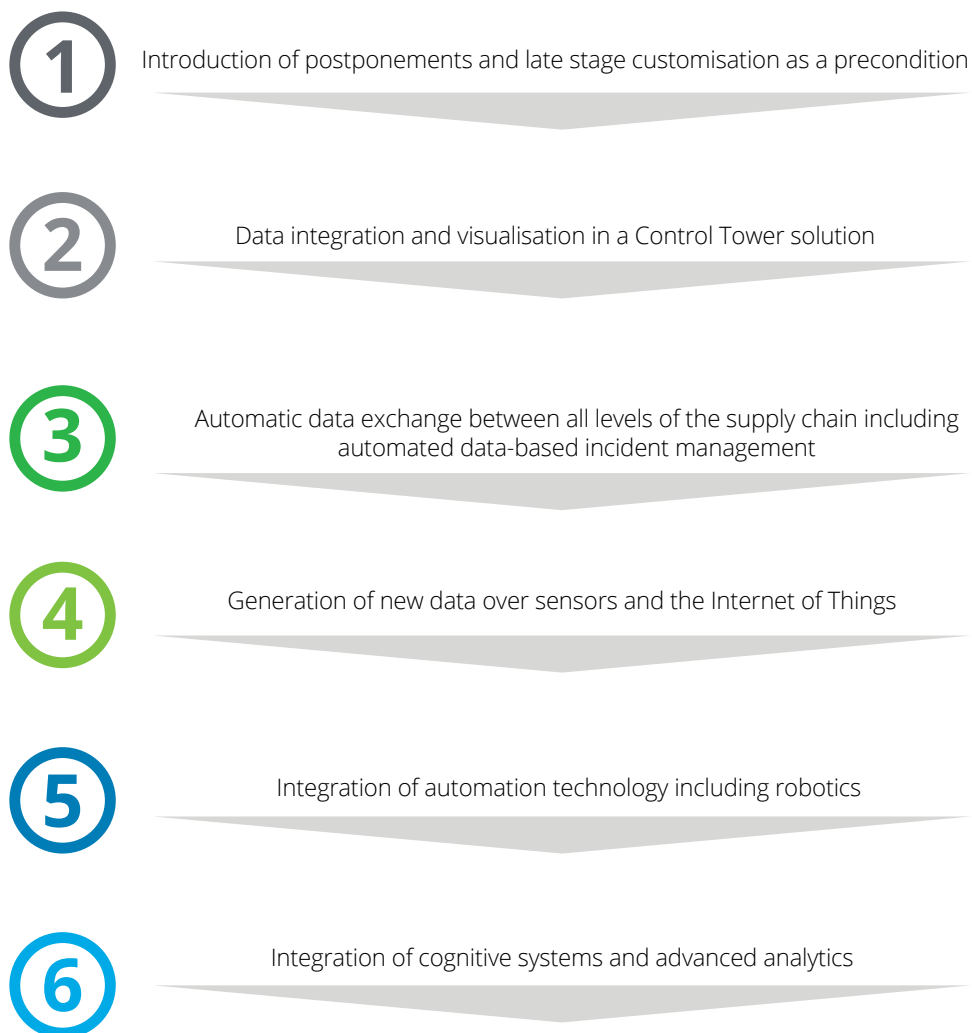 1
Introduction of postponements and late stage customisation as a precondition
2
Data integration and visualisation in a Control Tower solution
3
Automatic data exchange between all levels of the supply chain including
automated data-based incident management
4
Generation of new data over sensors and the Internet of Things
5
Integration of automation technology including robotics
6
Integration of cognitive systems and advanced analytics